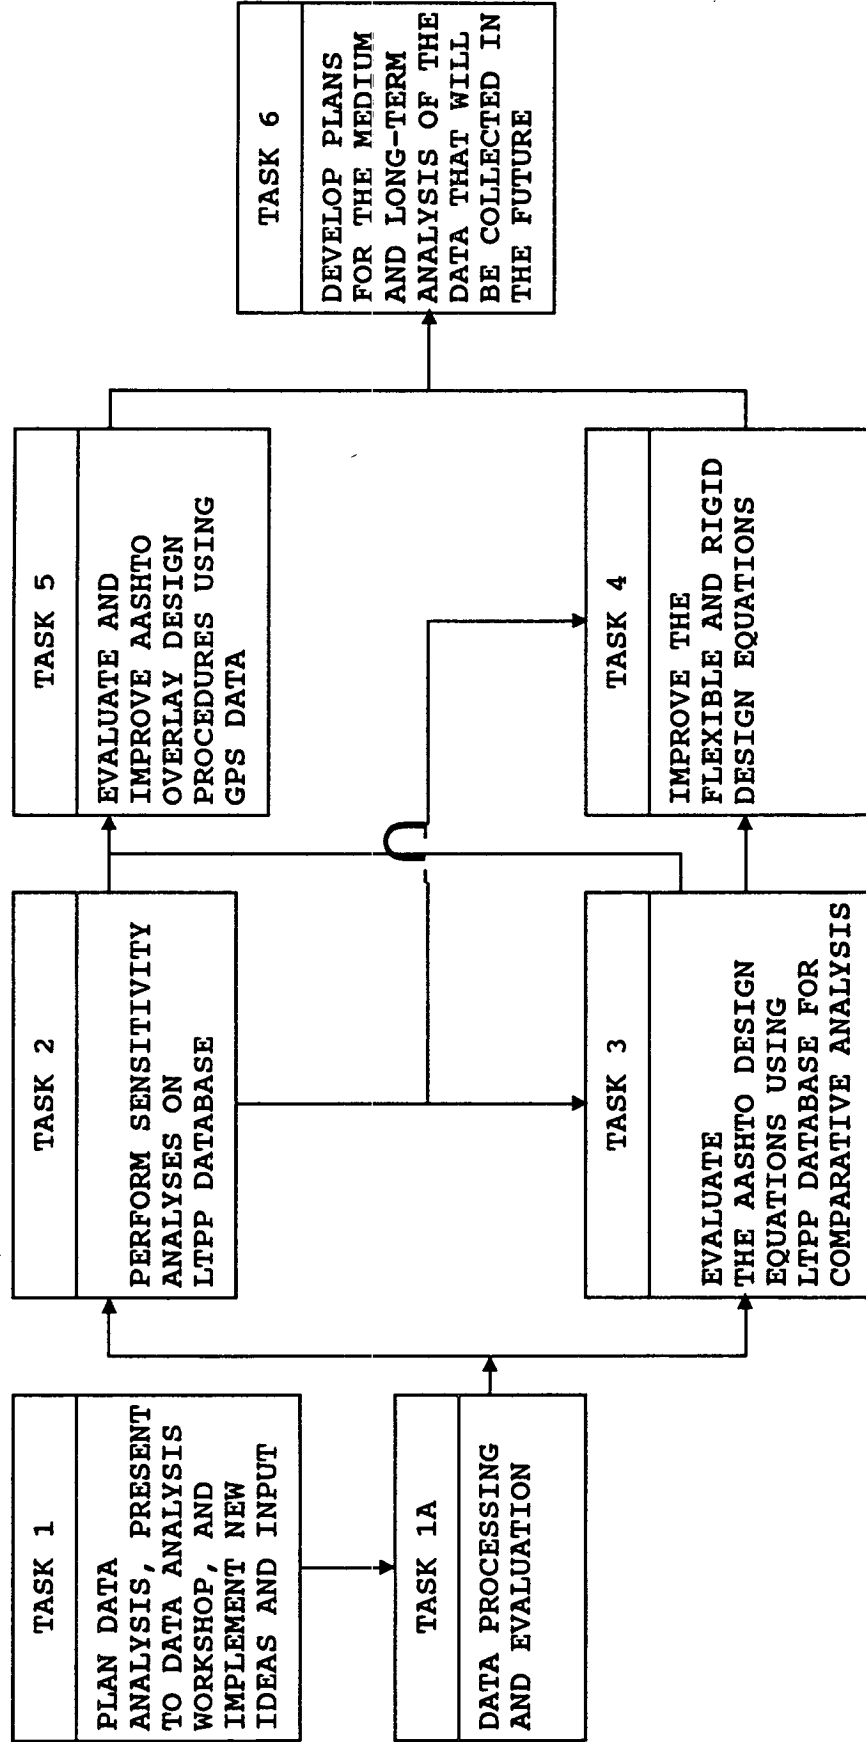 TASK 1
PLAN DATA
ANALYSIS, PRESENT
TO DATA ANALYSIS
WORKSHOP, AND
IMPLEMENT NEW
IDEAS AND INPUT
TASK 1A
DATA PROCESSING
AND EVALUATION
TASK 2
PERFORM SENSITIVITY
ANALYSES ON
LTPP DATABASE
TASK 3
EVALUATE
THE AASHTO DESIGN
EQUATIONS USING
LTPP DATABASE FOR
COMPARATIVE ANALYSIS
TASK 5
EVALUATE AND
IMPROVE AASHTO
OVERLAY DESIGN
PROCEDURES USING
GPS DATA
TASK 4
IMPROVE THE
FLEXIBLE AND RIGID
DESIGN EQUATIONS
TASK 6
DEVELOP PLANS
FOR THE MEDIUM
AND LONG-TERM
ANALYSIS OF THE
DATA THAT WILL
BE COLLECTED IN
THE FUTURE